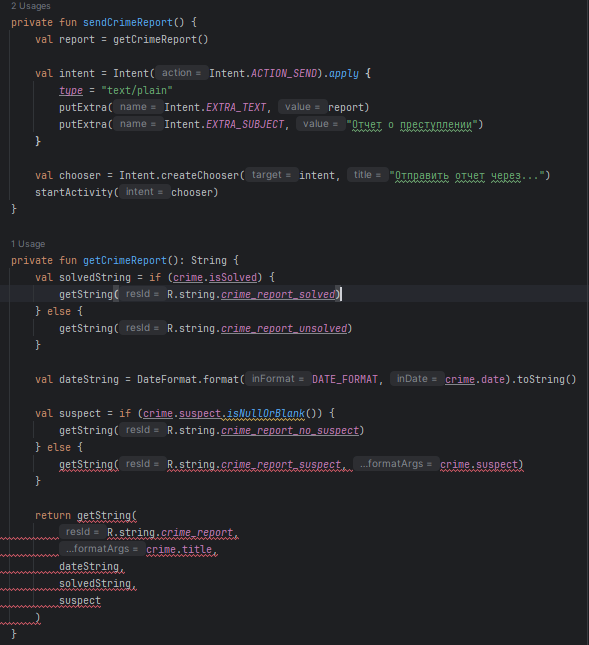 2 Usages
private fun sendCrimeReport() {
val report = getCrimeReport()
val intent = Intent( action = Intent.ACTION_SEND).apply {
type = "text/plain"
putExtra( name = Intent.EXTRA_TEXT, value = report)
putExtra( name = Intent.EXTRA_SUBJECT, value = "Отчет о преступлении")
}
val chooser = Intent.createChooser( target = intent, title = "Отправить отчет через...")
startActivity( intent = chooser)
}
1 Usage
private fun getCrimeReport(): String {
val solvedString = if (crime.isSolved) {
getString( resId = R.string.crime_report_solved)
} else {
getString( resId = R.string.crime_report_unsolved)
}
val dateString = DateFormat.format( inFormat = DATE_FORMAT, inDate = crime.date).toString()
val suspect = if (crime.suspect.isNullOrBlank()) {
getString( resId = R.string.crime_report_no_suspect)
} else {
getString( resId = R.string.crime_report_suspect, ...formatArgs = crime.suspect)
}
return getString(
resId = R.string.crime_report,
...formatArgs = crime.title,
dateString,
solvedString,
suspect
)
}